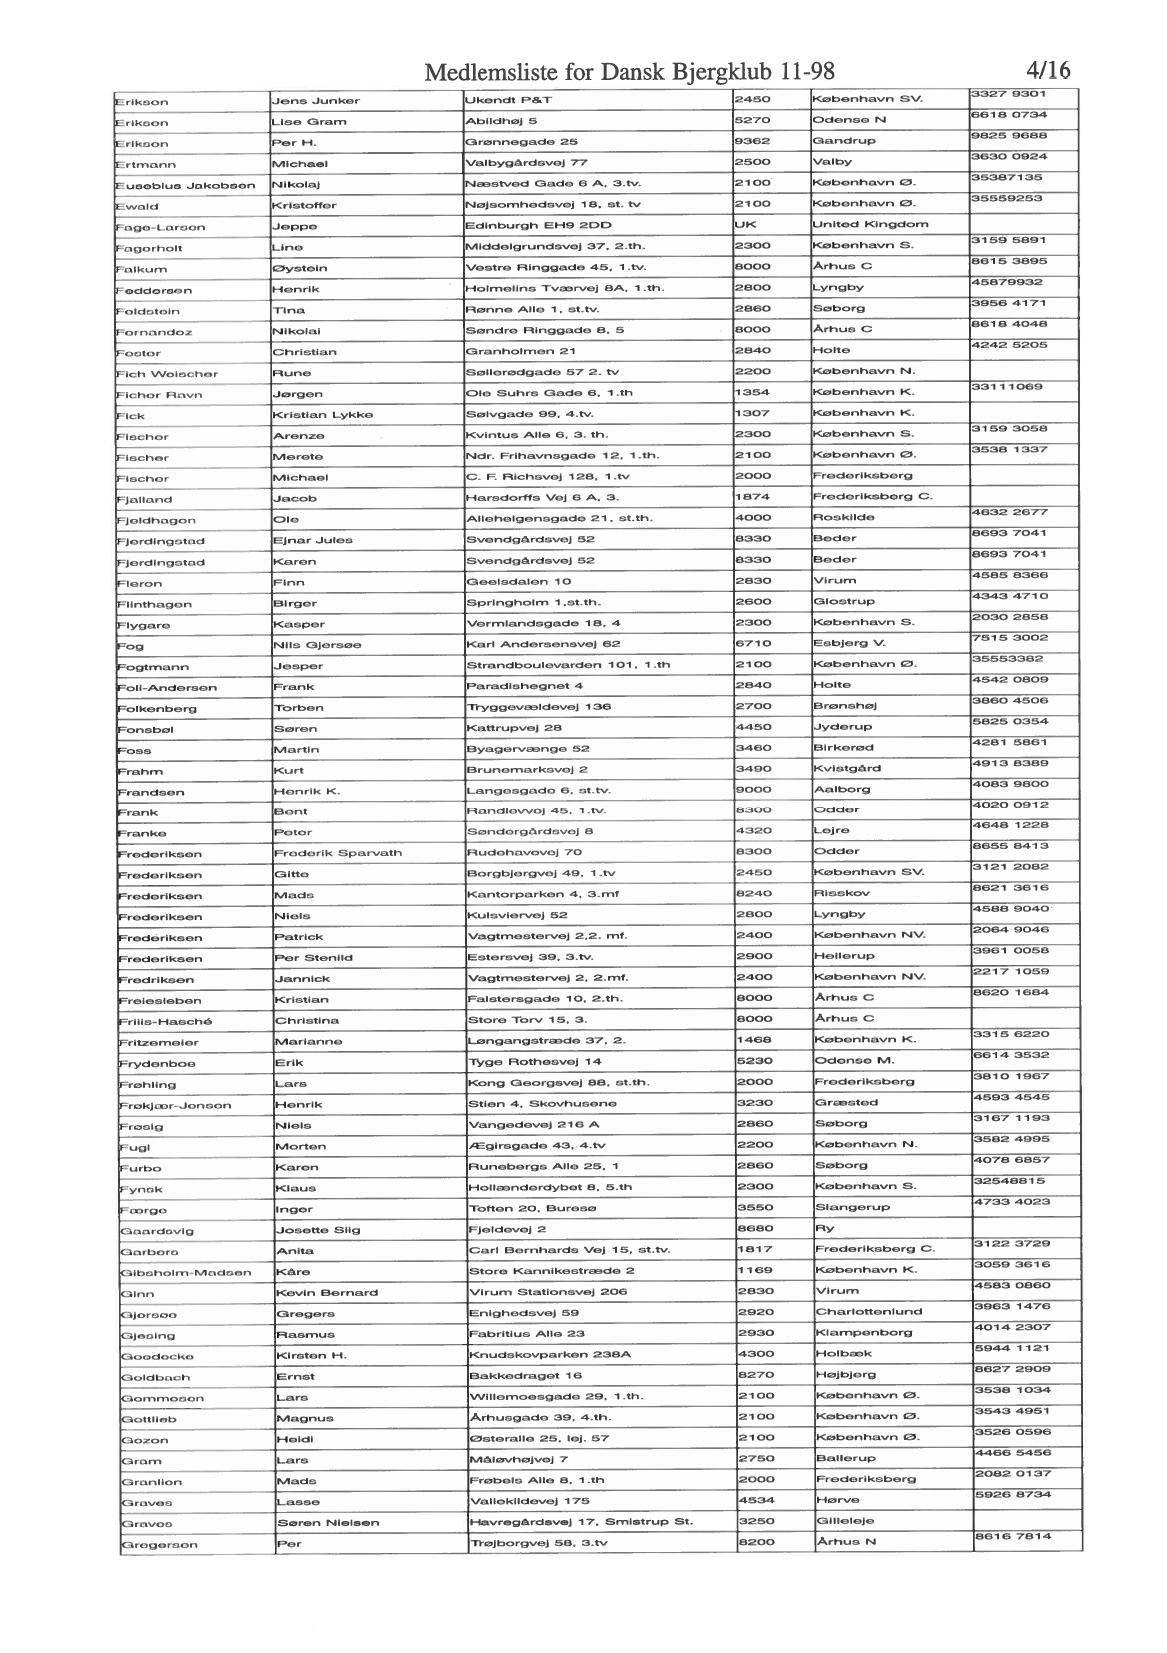 Medlemsliste for Dansk Bjergklub 11-98 4/16
Erikson Jens Junker Ukendt P&T 2450 København SV. 3327 9301
Erikson Lise Gram Abildhøj 5 5270 Odense N 6618 0734
Erikson Per H. Grønnegade 25 9362 Gandrup 9825 9688
Ertmann Michael Valbygårdsvej 77 2500 Valby 3630 0924
Eusebius Jakobsen Nikolaj Næstved Gade 6 A, 3.tv. 2100 København Ø. 35387135
Ewald Kristoffer Nøjsomhedsvej 18, st. tv 2100 København Ø. 35559253
Fage-Larsen Jeppe Edinburgh EH9 2DD UK United Kingdom
Fagerholt Line Middelgrundsvej 37, 2.th. 2300 København S. 3159 5891
Falkum Øystein Vestre Ringgade 45, 1.tv. 8000 Århus C 8615 3895
Feddersen Henrik Holmelins Tværvej 8A, 1.th. 2800 Lyngby 45879932
Feldstein Tina Rønne Alle 1, st.tv. 2860 Søborg 3956 4171
Fernandez Nikolai Søndre Ringgade 8, 5 8000 Århus C 8618 4048
Fester Christian Granholmen 21 2840 Holte 4242 5205
Fich Weischer Rune Søllerødgade 57 2. tv 2200 København N.
Ficher Ravn Jørgen Ole Suhrs Gade 6, 1.th 1354 København K. 33111069
Fick Kristian Lykke Sølvgade 99, 4.tv. 1307 København K.
Fischer Arenze Kvintus Alle 6, 3. th. 2300 København S. 3159 3058
Fischer Merete Ndr. Frihavnsgade 12, 1.th. 2100 København Ø. 3538 1337
Fischer Michael C. F. Richsvej 128, 1.tv 2000 Frederiksberg
Fjalland Jacob Harsdorffs Vej 6 A, 3. 1874 Frederiksberg C.
Fjeldhagen Ole Allehelgensgade 21, st.th. 4000 Roskilde 4632 2677
Fjerdingstad Ejnar Jules Svendgårdsvej 52 8330 Beder 8693 7041
Fjerdingstad Karen Svendgårdsvej 52 8330 Beder 8693 7041
Fleron Finn Geelsdalen 10 2830 Virum 4585 8366
Flinthagen Birger Springholm 1,st.th. 2600 Glostrup 4343 4710
Flygare Kasper Vermlandsgade 18, 4 2300 København S. 2030 2858
Fog Nils Gjersøe Karl Andersensvej 62 6710 Esbjerg V. 7515 3002
Fogtmann Jesper Strandboulevarden 101, 1.th 2100 København Ø. 35553382
Foli-Andersen Frank Paradishegnet 4 2840 Holte 4542 0809
Folkenberg Torben Tryggevældevej 136 2700 Brønshøj 3860 4506
Fonsbøl Søren Kattrupvej 28 4450 Jyderup 5825 0354
Foss Martin Byagervænge 52 3460 Birkerød 4281 5861
Frahm Kurt Brunemarksvej 2 3490 Kvistgård 4913 8389
Frandsen Henrik K. Langesgade 6, st.tv. 9000 Aalborg 4083 9800
Frank Bent Randlevvej 45, 1.tv. 8300 Odder 4020 0912
Franke Peter Søndergårdsvej 8 4320 Lejre 4648 1228
Frederiksen Frederik Sparvath Rudehavevej 70 8300 Odder 8655 8413
Frederiksen Gitte Borgbjergvej 49, 1.tv 2450 København SV. 3121 2082
Frederiksen Mads Kantorparken 4, 3.mf 8240 Risskov 8621 3616
Frederiksen Niels Kulsviervej 52 2800 Lyngby 4588 9040
Frederiksen Patrick Vagtmestervej 2,2. mf. 2400 København NV. 2064 9046
Frederiksen Per Stenild Estersvej 39, 3.tv. 2900 Hellerup 3961 0058
Fredriksen Jannick Vagtmestervej 2, 2.mf. 2400 København NV. 2217 1059
Freiesleben Kristian Falstersgade 10, 2.th. 8000 Århus C 8620 1684
Friis-Hasché Christina Store Torv 15, 3. 8000 Århus C
Fritzemeier Marianne Løngangstræde 37, 2. 1468 København K. 3315 6220
Frydenboe Erik Tyge Rothesvej 14 5230 Odense M. 6614 3532
Frøhling Lars Kong Georgsvej 88, st.th. 2000 Frederiksberg 3810 1967
Frøkjær-Jensen Henrik Stien 4, Skovhusene 3230 Græsted 4593 4545
Frøsig Niels Vangedevej 216 A 2860 Søborg 3167 1193
Fugl Morten Ægirsgade 43, 4.tv 2200 København N. 3582 4995
Furbo Karen Runebergs Alle 25, 1 2860 Søborg 4078 6857
Fynsk Klaus Hollænderdybet 8, 5.th 2300 København S. 32548815
Færge Inger Toften 20, Buresø 3550 Slangerup 4733 4023
Gaardsvig Josette Slig Fjeldevej 2 8680 Ry
Garbers Anita Carl Bernhards Vej 15, st.tv. 1817 Frederiksberg C. 3122 3729
Gibsholm-Madsen Kåre Store Kannikestræde 2 1169 København K. 3059 3616
Ginn Kevin Bernard Virum Stationsvej 206 2830 Virum 4583 0860
Gjersøe Gregers Enighedsvej 59 2920 Charlottenlund 3963 1476
Gjesing Rasmus Fabritius Alle 23 2930 Klampenborg 4014 2307
Goedecke Kirsten H. Knudskovparken 238A 4300 Holbæk 5944 1121
Goldbach Ernst Bakkedraget 16 8270 Højbjerg 8627 2909
Gommesen Lars Willemoesgade 29, 1.th. 2100 København Ø. 3538 1034
Gottlieb Magnus Århusgade 39, 4.th. 2100 København Ø. 3543 4951
Gozon Heidi Østeralle 25, lej. 57 2100 København Ø. 3526 0596
Gram Lars Måløvhøjvej 7 2750 Ballerup 4466 5456
Granlien Mads Frøbels Alle 8, 1.th 2000 Frederiksberg 2082 0137
Graves Lasse Vallekildevej 175 4534 Hørve 5926 8734
Graves Søren Nielsen Havregårdsvej 17, Smistrup St. 3250 Gilleleje
Gregersen Per Trøjborgvej 58, 3.tv 8200 Århus N 8616 7814